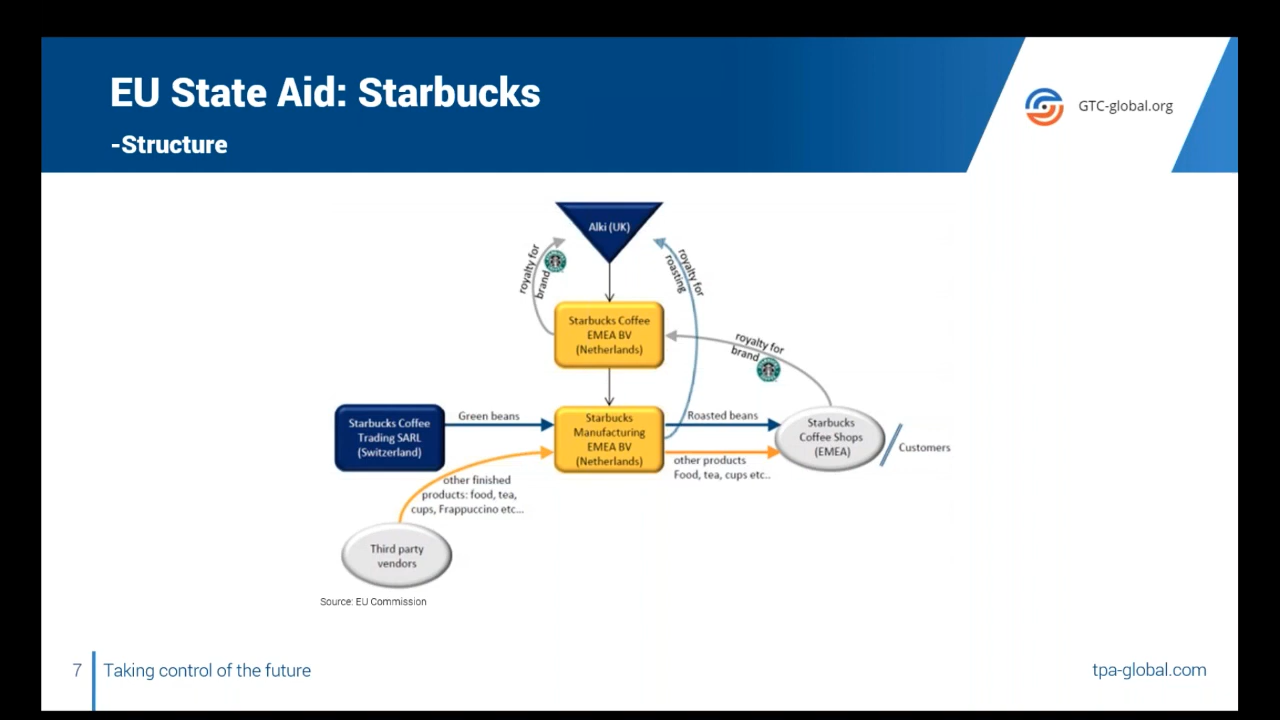 EU State Aid: Starbucks
-Structure
GTC-global.org
Alki (UK)
royalty for
brand
royalty for
roasting
Starbucks Coffee
EMEA BV
(Netherlands)
royalty for
brand
Starbucks Coffee
Trading SARL
(Switzerland)
Green beans
Starbucks
Manufacturing
EMEA BV
(Netherlands)
Roasted beans
Starbucks
Coffee Shops
(EMEA)
Customers
other products
Food, tea, cups etc..
other finished
products: food, tea,
cups, Frappuccino etc...
Third party
vendors
Source: EU Commission
7
Taking control of the future
tpa-global.com